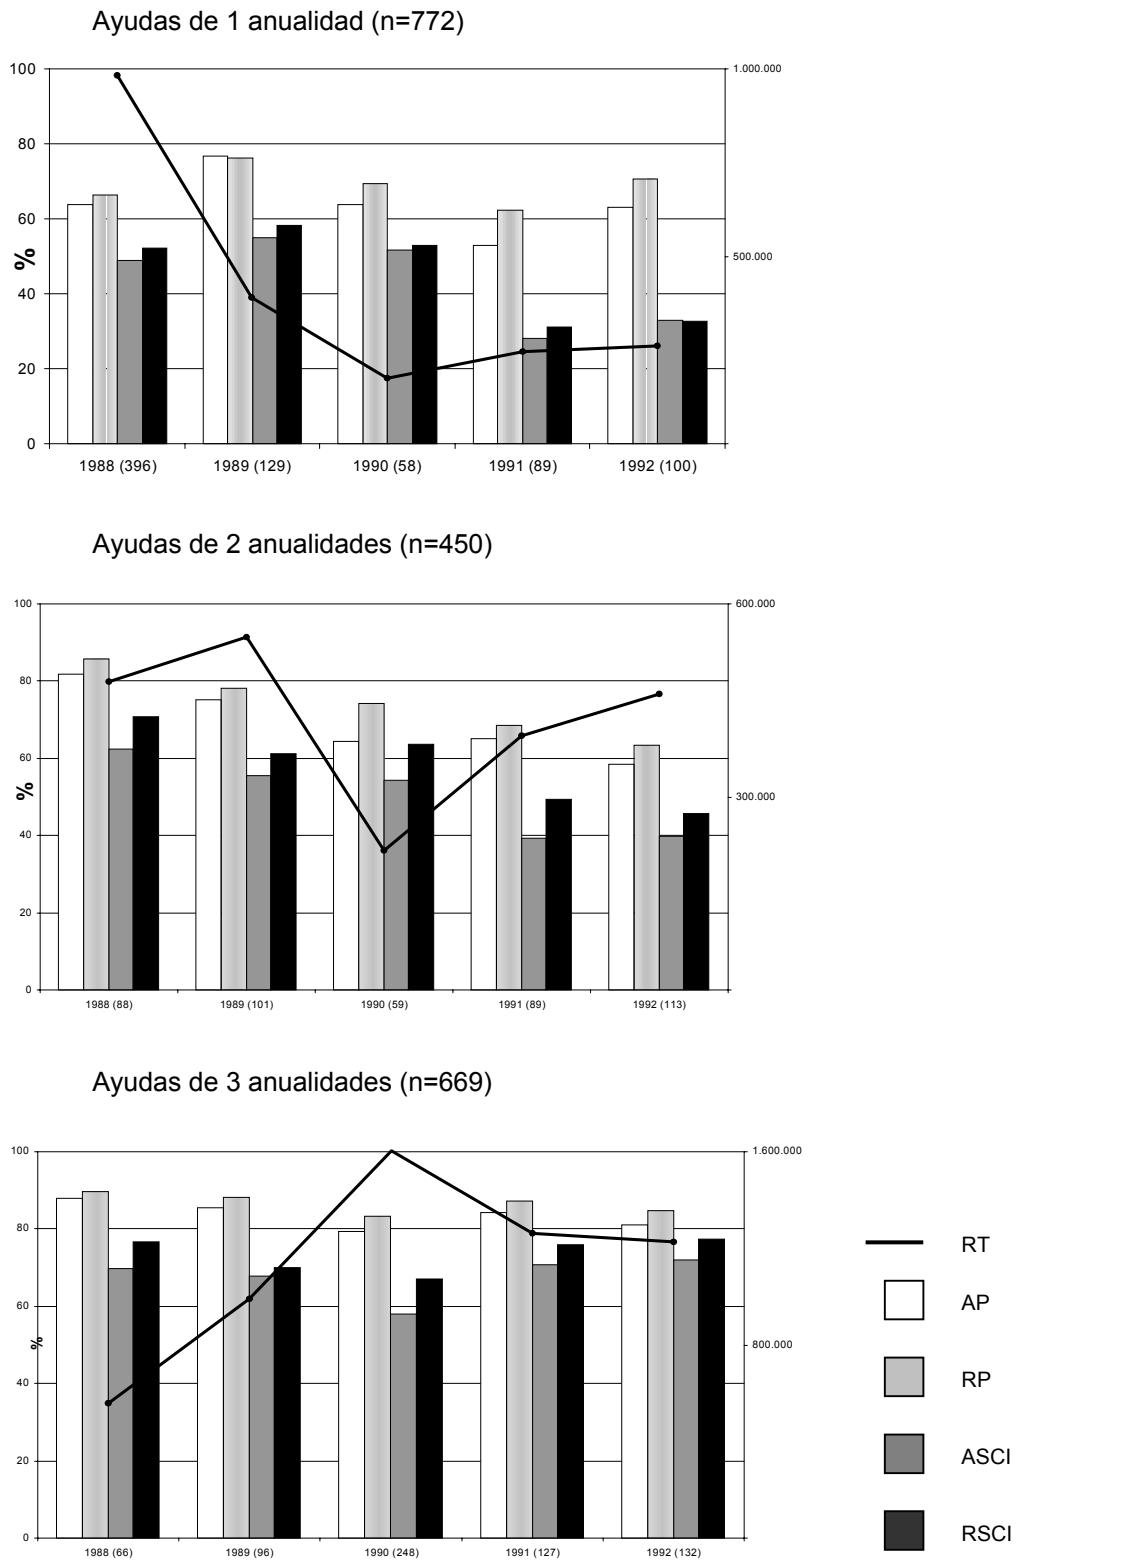 Ayudas de 1 anualidad (n=772)
100
1.000.000
80
60
%
500.000
40
20
0
1988 (396) 1989 (129) 1990 (58) 1991 (89) 1992 (100)
Ayudas de 2 anualidades (n=450)
100
600.000
80
60
%
300.000
40
20
0
1988 (88) 1989 (101) 1990 (59) 1991 (89) 1992 (113)
Ayudas de 3 anualidades (n=669)
100
1.600.000
80
60
%
800.000
40
20
0
1988 (66) 1989 (96) 1990 (248) 1991 (127) 1992 (132)
RT
AP
RP
ASCI
RSCI